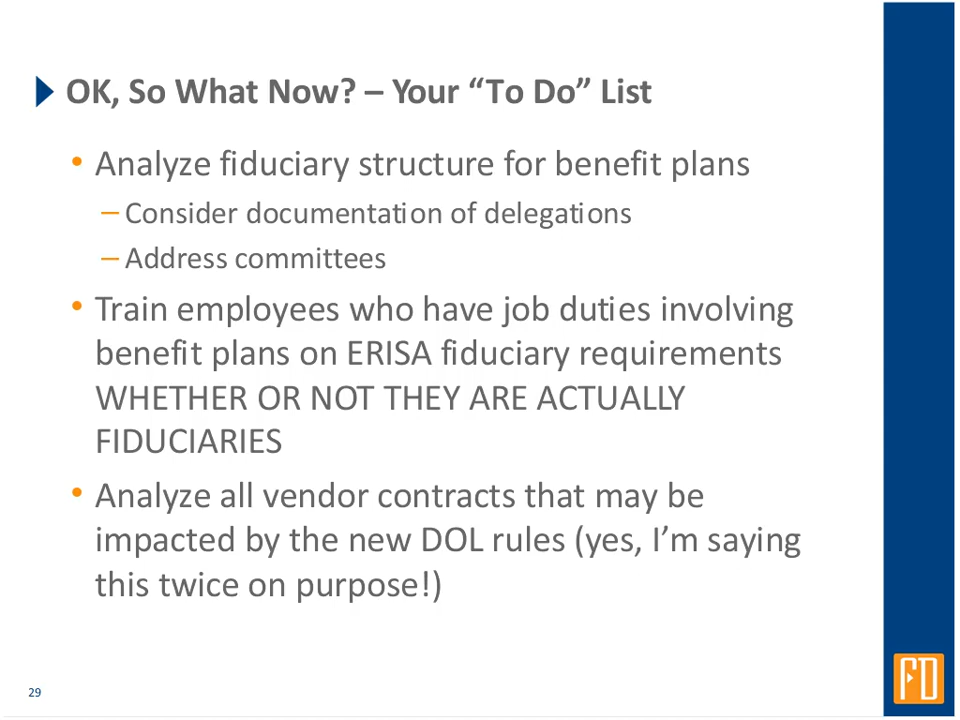 OK, So What Now? – Your “To Do” List
• Analyze fiduciary structure for benefit plans
– Consider documentation of delegations
– Address committees
• Train employees who have job duties involving
benefit plans on ERISA fiduciary requirements
WHETHER OR NOT THEY ARE ACTUALLY
FIDUCIARIES
• Analyze all vendor contracts that may be
impacted by the new DOL rules (yes, I’m saying
this twice on purpose!)
29
FD